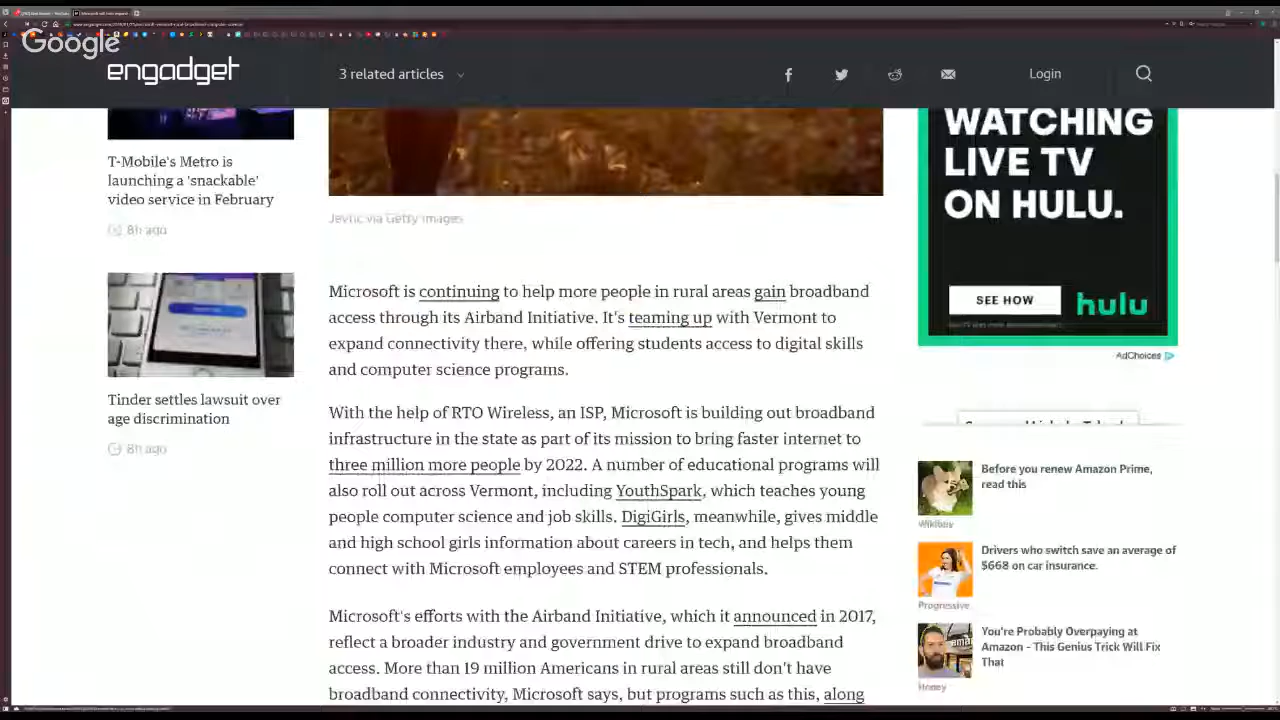 Google
engadget
3 related articles
Login
T-Mobile's Metro is
launching a 'snackable'
video service in February
8h ago
Tinder settles lawsuit over
age discrimination
8h ago
Jevtic via Getty Images
Microsoft is continuing to help more people in rural areas gain broadband
access through its Airband Initiative. It's teaming up with Vermont to
expand connectivity there, while offering students access to digital skills
and computer science programs.
With the help of RTO Wireless, an ISP, Microsoft is building out broadband
infrastructure in the state as part of its mission to bring faster internet to
three million more people by 2022. A number of educational programs will
also roll out across Vermont, including YouthSpark, which teaches young
people computer science and job skills. DigiGirls, meanwhile, gives middle
and high school girls information about careers in tech, and helps them
connect with Microsoft employees and STEM professionals.
Microsoft's efforts with the Airband Initiative, which it announced in 2017,
reflect a broader industry and government drive to expand broadband
access. More than 19 million Americans in rural areas still don't have
broadband connectivity, Microsoft says, but programs such as this, along
WATCHING
LIVE TV
ON HULU.
SEE HOW
hulu
AdChoices
Before you renew Amazon Prime,
read this
Wikibuy
Drivers who switch save an average of
$668 on car insurance.
Progressive
You're Probably Overpaying at
Amazon - This Genius Trick Will Fix
That
Honey